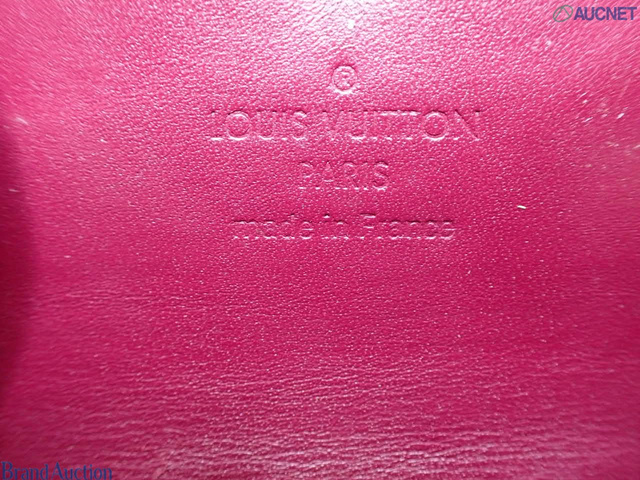 AUCNET
®
LOUIS VUITTON
PARIS
made in France
Brand Auction